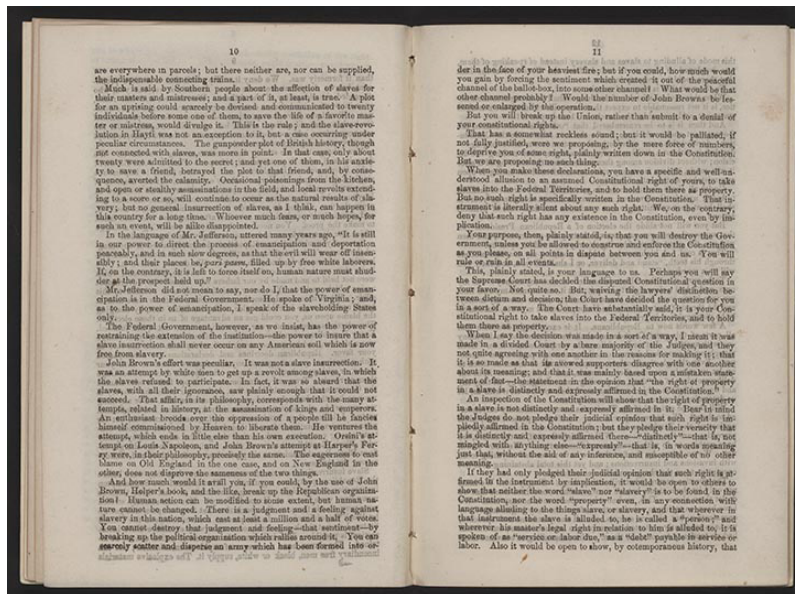 10
are everywhere in parcels; but there neither are, nor can be supplied,
the indispensable connecting trains.
Much is said by Southern people about the affection of slaves for
their masters and mistresses; and a part of it, at least, is true. A plot
for an uprising could scarcely be devised and communicated to twenty
individuals before some one of them, to save the life of a favorite mas-
ter or mistress, would divulge it. This is the rule; and the slave-revo-
lution in Hayti was not an exception to it, but a case occurring under
peculiar circumstances. The gunpowder plot of British history, though
not connected with slaves, was more in point. In that case, only about
twenty were admitted to the secret; and yet one of them, in his anxie-
ty to save a friend, betrayed the plot to that friend, and, by conse-
quence, averted the calamity. Occasional poisonings from the kitchen,
and open or stealthy assassinations in the field, and local revolts extend-
ing to a score or so, will continue to occur as the natural results of sla-
very; but no general insurrection of slaves, as I think, can happen in
this country for a long time. Whoever much fears, or much hopes, for
such an event, will be alike disappointed.
In the language of Mr. Jefferson, uttered many years ago, "It is still
in our power to direct the process of emancipation and deportation
peaceably, and in such slow degrees, as that the evil will wear off insen-
sibly; and their places be, pari passu, filled up by free white laborers.
If, on the contrary, it is left to force itself on, human nature must shud-
der at the prospect held up."
Mr. Jefferson did not mean to say, nor do I, that the power of eman-
cipation is in the Federal Government. He spoke of Virginia; and,
as to the power of emancipation, I speak of the slaveholding States
only.
The Federal Government, however, as we insist, has the power of
restraining the extension of the institution—the power to insure that a
slave insurrection shall never occur on any American soil which is now
free from slavery.
John Brown's effort was peculiar. It was not a slave insurrection. It
was an attempt by white men to get up a revolt among slaves, in which
the slaves refused to participate. In fact, it was so absurd that the
slaves, with all their ignorance, saw plainly enough that it could not
succeed. That affair, in its philosophy, corresponds with the many at-
tempts, related in history, at the assassination of kings and emperors.
An enthusiast broods over the oppression of a people till he fancies
himself commissioned by Heaven to liberate them. He ventures the
attempt, which ends in little else than his own execution. Orsini's at-
tempt on Louis Napoleon, and John Brown's attempt at Harper's Fer-
ry were, in their philosophy, precisely the same. The eagerness to cast
blame on Old England in the one case, and on New England in the
other, does not disprove the sameness of the two things.
And how much would it avail you, if you could, by the use of John
Brown, Helper's book, and the like, break up the Republican organiza-
tion? Human action can be modified to some extent, but human na-
ture cannot be changed. There is a judgment and a feeling against
slavery in this nation, which cast at least a million and a half of votes.
You cannot destroy that judgment and feeling—that sentiment—by
breaking up the political organization which rallies around it. You can
scarcely scatter and disperse an army which has been formed into or-
11
der in the face of your heaviest fire; but if you could, how much would
you gain by forcing the sentiment which created it out of the peaceful
channel of the ballot-box, into some other channel? What would be that
other channel probably? Would the number of John Browns be les-
sened or enlarged by the operation.
But you will break up the Union, rather than submit to a denial of
your constitutional rights.
That has a somewhat reckless sound; but it would be palliated, if
not fully justified, were we proposing, by the mere force of numbers,
to deprive you of some right, plainly written down in the Constitution.
But we are proposing no such thing.
When you make these declarations, you have a specific and well-un-
derstood allusion to an assumed Constitutional right of yours, to take
slaves into the Federal Territories, and to hold them there as property.
But no such right is specifically written in the Constitution. That in-
strument is literally silent about any such right. We, on the contrary,
deny that such right has any existence in the Constitution, even by im-
plication.
Your purpose, then, plainly stated, is, that you will destroy the Gov-
ernment, unless you be allowed to construe and enforce the Constitution
as you please, on all points in dispute between you and us. You will
rule or ruin in all events.
This, plainly stated, is your language to us. Perhaps you will say
the Supreme Court has decided the disputed Constitutional question in
your favor. Not quite so. But, waiving the lawyers' distinction be-
tween dictum and decision, the Court have decided the question for you
in a sort of a way. The Court have substantially said, it is your Con-
stitutional right to take slaves into the Federal Territories, and to hold
them there as property.
When I say the decision was made in a sort of a way, I mean it was
made in a divided Court by a bare majority of the Judges, and they
not quite agreeing with one another in the reasons for making it; that
it is so made as that its avowed supporters disagree with one another
about its meaning; and that it was mainly based upon a mistaken state-
ment of fact—the statement in the opinion that "the right of property
in a slave is distinctly and expressly affirmed in the Constitution."
An inspection of the Constitution will show that the right of property
in a slave is not distinctly and expressly affirmed in it. Bear in mind
the Judges do not pledge their judicial opinion that such right is im-
pliedly affirmed in the Constitution; but they pledge their veracity that
it is distinctly and expressly affirmed there—"distinctly"—that is, not
mingled with anything else—"expressly"—that is, in words meaning
just that, without the aid of any inference, and susceptible of no other
meaning.
If they had only pledged their judicial opinion that such right is af-
firmed in the instrument by implication, it would be open to others to
show that neither the word "slave" nor "slavery" is to be found in the
Constitution, nor the word "property" even, in any connection with
language alluding to the things slave, or slavery, and that wherever in
that instrument the slave is alluded to, he is called a "person;" and
wherever his master's legal right in relation to him is alluded to, it is
spoken of as "service or labor due," as a "debt" payable in service or
labor. Also it would be open to show, by cotemporaneous history, that